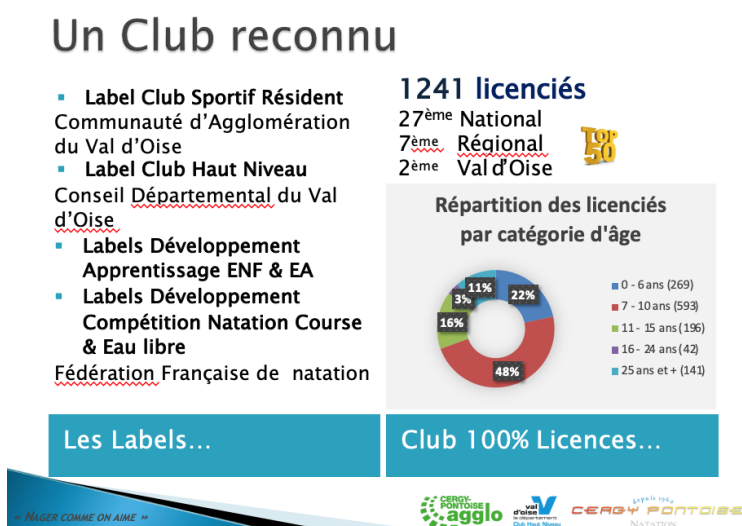 Un Club reconnu
Label Club Sportif Résident
Communauté d'Agglomération
du Val d'Oise
Label Club Haut Niveau
Conseil Départemental du Val
d'Oise
Labels Développement
Apprentissage ENF & EA
Labels Développement
Compétition Natation Course
& Eau libre
Fédération Française de natation
Les Labels…
1241 licenciés
27ème National
7ème Régional
2ème Val d'Oise
TOP
50
Répartition des licenciés
par catégorie d'âge
11%
22%
3%
16%
48%
0 - 6 ans (269)
7 - 10 ans (593)
11 - 15 ans (196)
16 - 24 ans (42)
25 ans et + (141)
Club 100% Licences…
« NAGER COMME ON AIME »
CERGY-
PONTOISE
agglo
val
d'oise
le département
Club Haut Niveau
depuis 1962
CERGY PONTOISE
NATATION